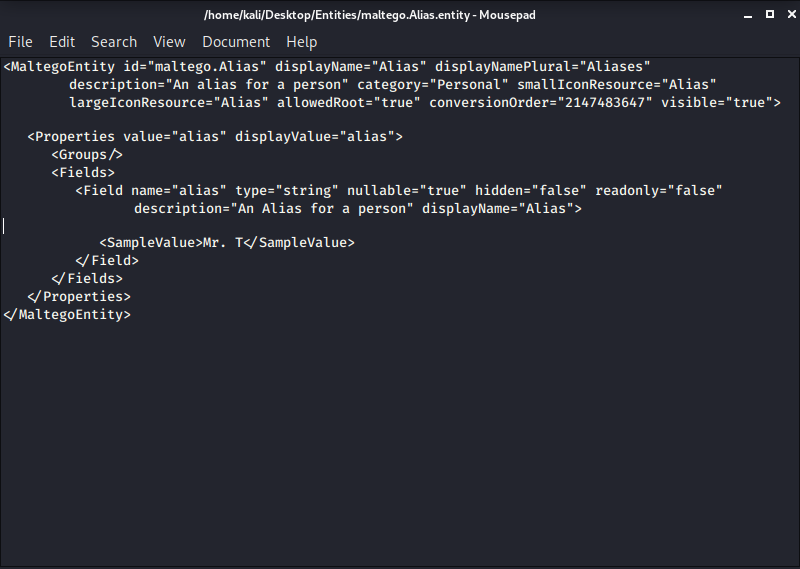 /home/kali/Desktop/Entities/maltego.Alias.entity - Mousepad
File Edit Search View Document Help
<MaltegoEntity id="maltego.Alias" displayName="Alias" displayNamePlural="Aliases"
description="An alias for a person" category="Personal" smallIconResource="Alias"
largeIconResource="Alias" allowedRoot="true" conversionOrder="2147483647" visible="true">
<Properties value="alias" displayValue="alias">
<Groups/>
<Fields>
<Field name="alias" type="string" nullable="true" hidden="false" readonly="false"
description="An Alias for a person" displayName="Alias">
<SampleValue>Mr. T</SampleValue>
</Field>
</Fields>
</Properties>
</MaltegoEntity>